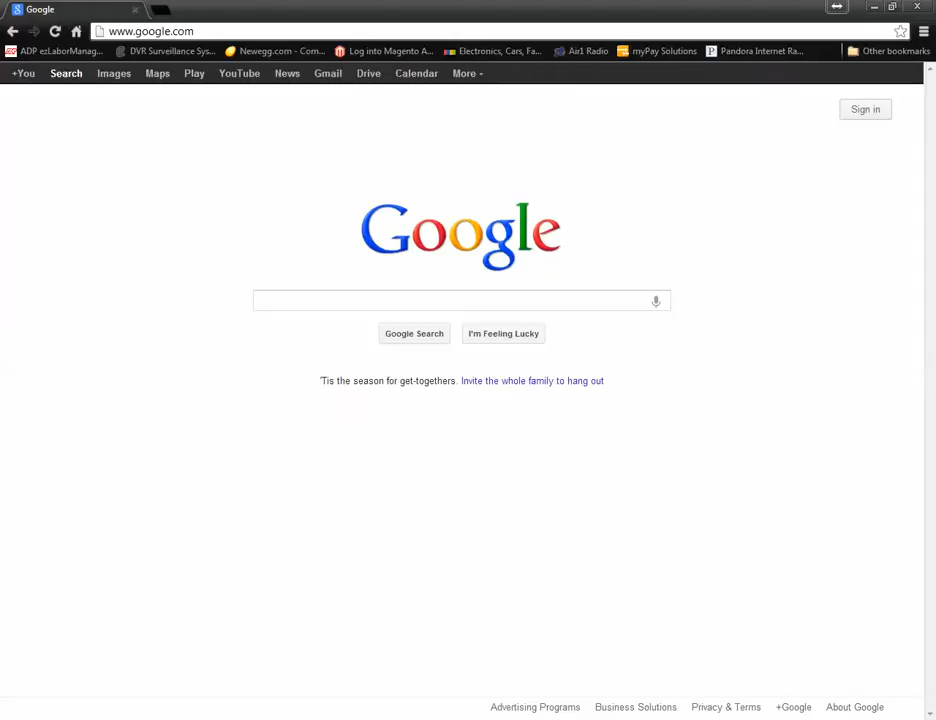 Google
www.google.com
ADP ezLaborManag... DVR Surveillance Sys... Newegg.com - Com... Log into Magento A... Electronics, Cars, Fa... Air1 Radio myPay Solutions Pandora Internet Ra... Other bookmarks
+You Search Images Maps Play YouTube News Gmail Drive Calendar More
Sign in
Google
Google Search I'm Feeling Lucky
'Tis the season for get-togethers. Invite the whole family to hang out
Advertising Programs Business Solutions Privacy & Terms +Google About Google